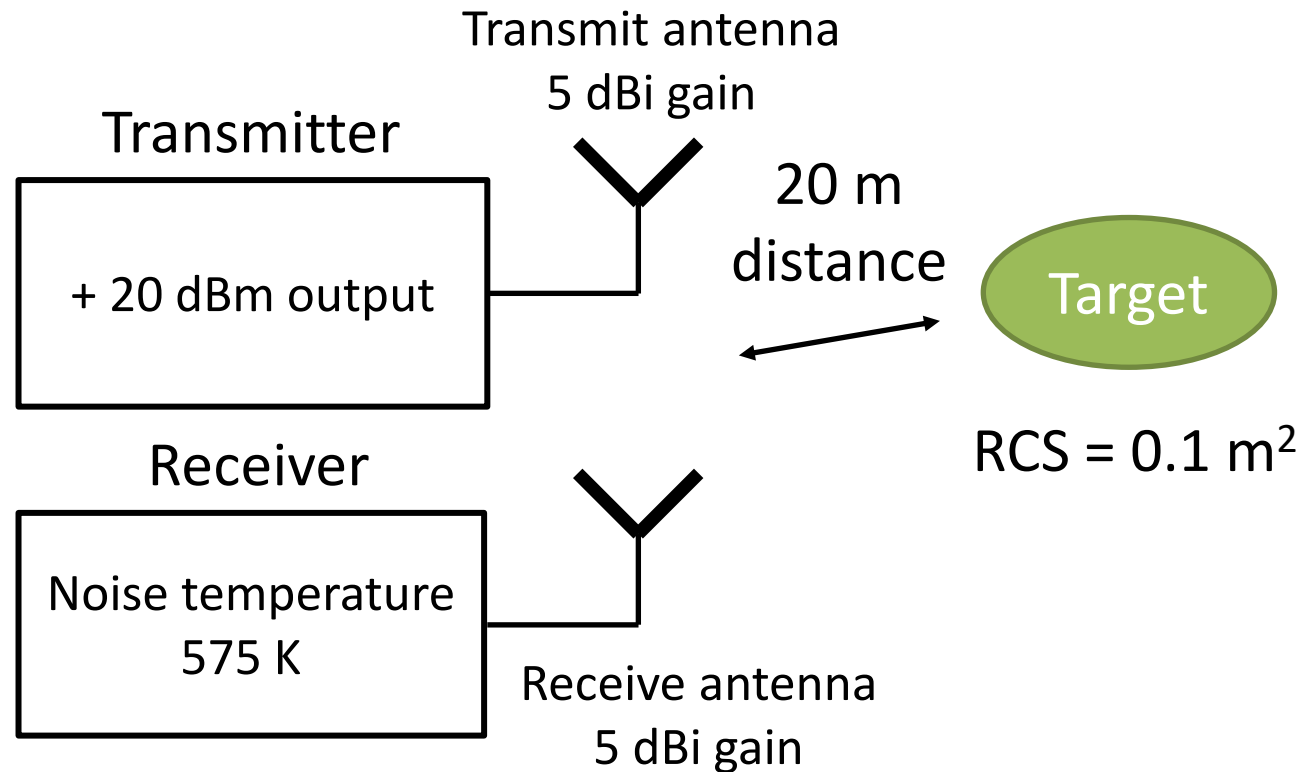 Transmit antenna
5 dBi gain
Transmitter
+ 20 dBm output
20 m
distance
Target
RCS = 0.1 m²
Receiver
Noise temperature
575 K
Receive antenna
5 dBi gain